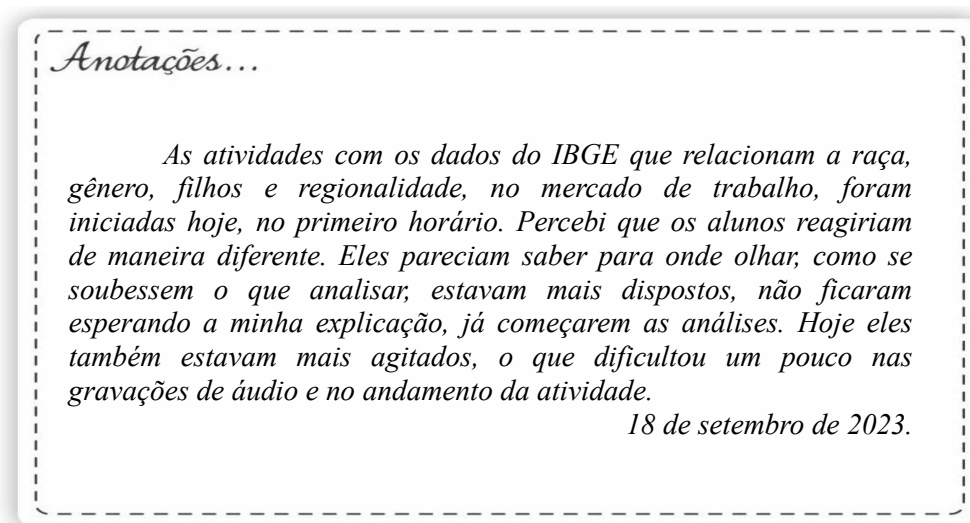 Anotações...
As atividades com os dados do IBGE que relacionam a raça,
gênero, filhos e regionalidade, no mercado de trabalho, foram
iniciadas hoje, no primeiro horário. Percebi que os alunos reagiriam
de maneira diferente. Eles pareciam saber para onde olhar, como se
soubessem o que analisar, estavam mais dispostos, não ficaram
esperando a minha explicação, já começarem as análises. Hoje eles
também estavam mais agitados, o que dificultou um pouco nas
gravações de áudio e no andamento da atividade.
18 de setembro de 2023.